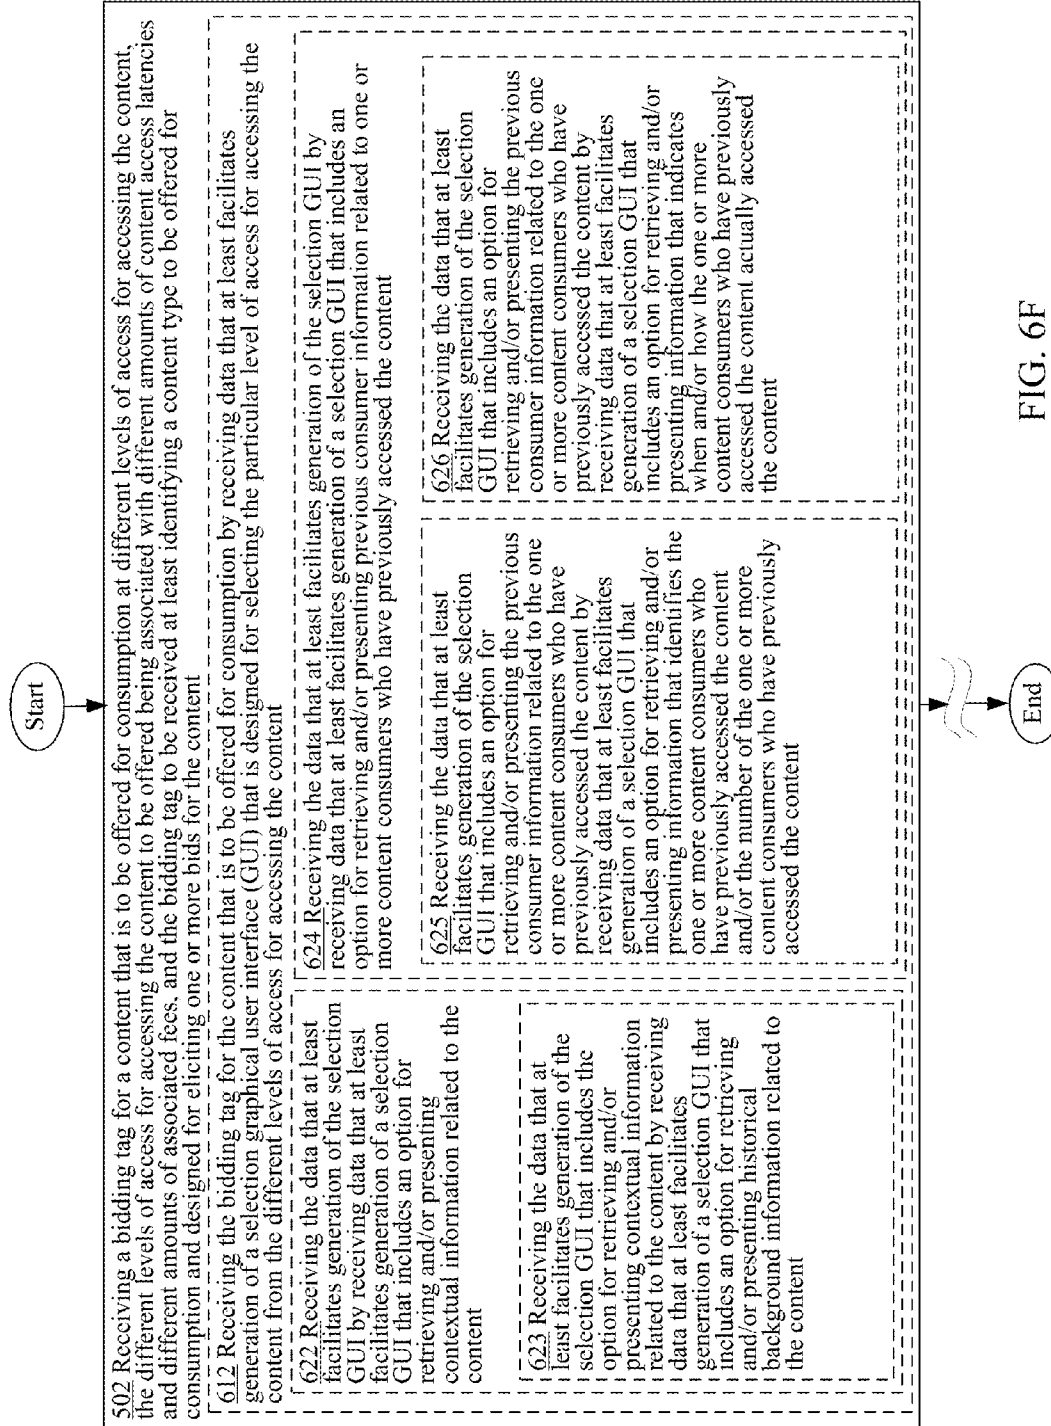 Start
502 Receiving a bidding tag for a content that is to be offered for consumption at different levels of access for accessing the content,
the different levels of access for accessing the content to be offered being associated with different amounts of content access latencies
and different amounts of associated fees, and the bidding tag to be received at least identifying a content type to be offered for
consumption and designed for eliciting one or more bids for the content
612 Receiving the bidding tag for the content that is to be offered for consumption by receiving data that at least facilitates
generation of a selection graphical user interface (GUI) that is designed for selecting the particular level of access for accessing the
content from the different levels of access for accessing the content
622 Receiving the data that at least
facilitates generation of the selection
GUI by receiving data that at least
facilitates generation of a selection
GUI that includes an option for
retrieving and/or presenting
contextual information related to the
content
623 Receiving the data that at
least facilitates generation of the
selection GUI that includes the
option for retrieving and/or
presenting contextual information
related to the content by receiving
data that at least facilitates
generation of a selection GUI that
includes an option for retrieving
and/or presenting historical
background information related to
the content
624 Receiving the data that at least facilitates generation of the selection GUI by
receiving data that at least facilitates generation of a selection GUI that includes an
option for retrieving and/or presenting previous consumer information related to one or
more content consumers who have previously accessed the content
625 Receiving the data that at least
facilitates generation of the selection
GUI that includes an option for
retrieving and/or presenting the previous
consumer information related to the one
or more content consumers who have
previously accessed the content by
receiving data that at least facilitates
generation of a selection GUI that
includes an option for retrieving and/or
presenting information that identifies the
one or more content consumers who
have previously accessed the content
and/or the number of the one or more
content consumers who have previously
accessed the content
626 Receiving the data that at least
facilitates generation of the selection
GUI that includes an option for
retrieving and/or presenting the previous
consumer information related to the one
or more content consumers who have
previously accessed the content by
receiving data that at least facilitates
generation of a selection GUI that
includes an option for retrieving and/or
presenting information that indicates
when and/or how the one or more
content consumers who have previously
accessed the content actually accessed
the content
End
FIG. 6F